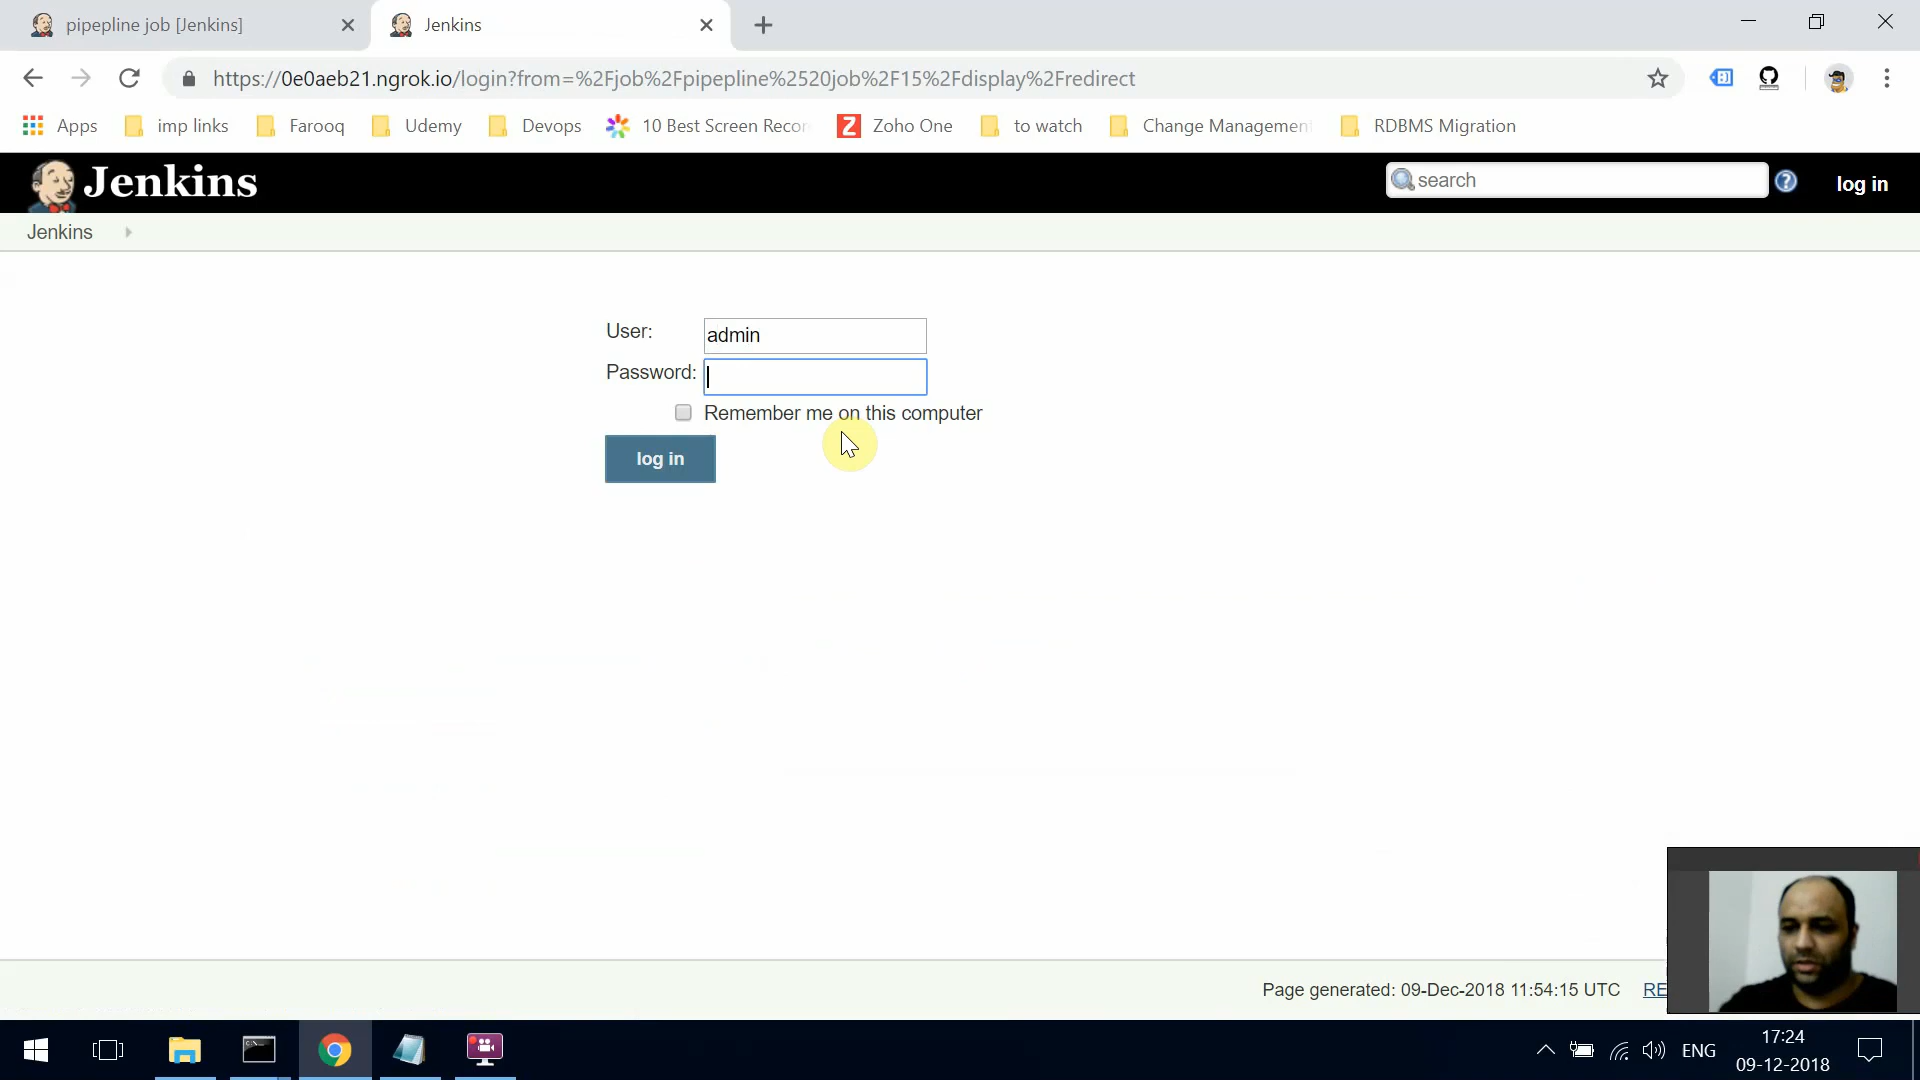 pipepline job [Jenkins]
Jenkins
https://0e0aeb21.ngrok.io/login?from=%2Fjob%2Fpipepline%2520job%2F15%2Fdisplay%2Fredirect
Apps
imp links
Farooq
Udemy
Devops
10 Best Screen Recor
Zoho One
to watch
Change Management
RDBMS Migration
Jenkins
search
log in
Jenkins
User:
admin
Password:
Remember me on this computer
log in
Page generated: 09-Dec-2018 11:54:15 UTC
RE
ENG
17:24
09-12-2018